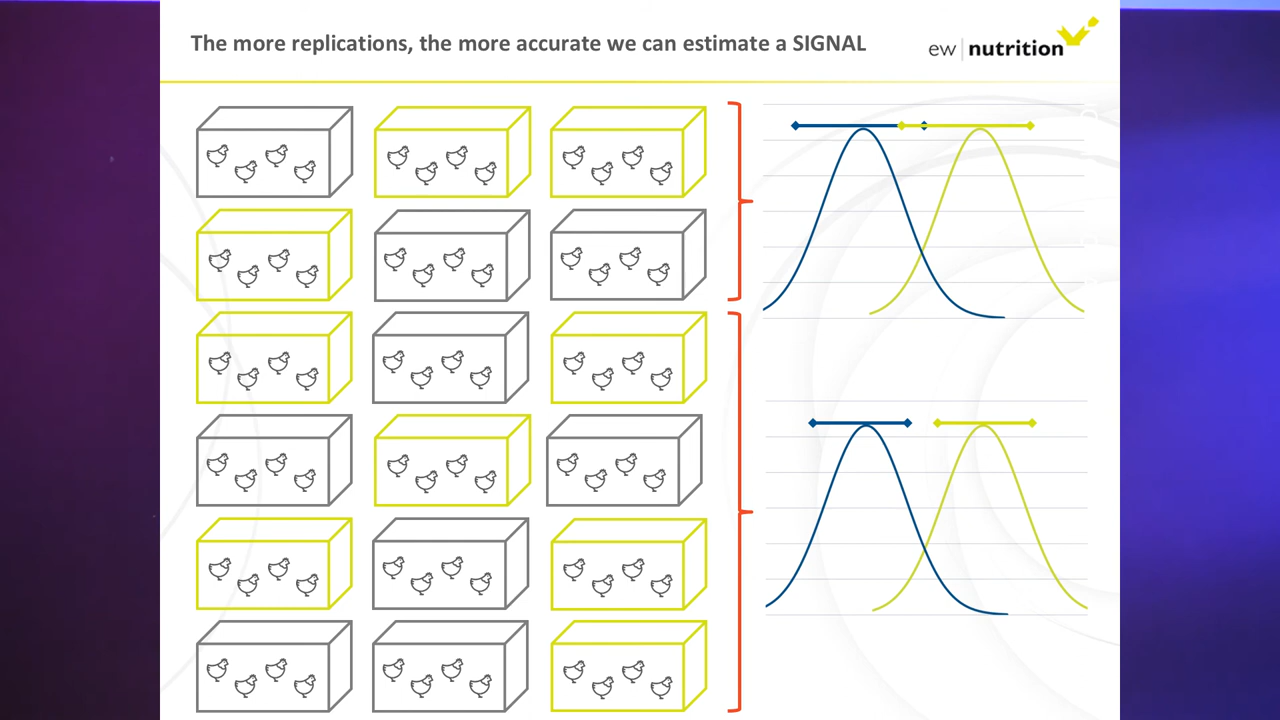 The more replications, the more accurate we can estimate a SIGNAL
ew nutrition